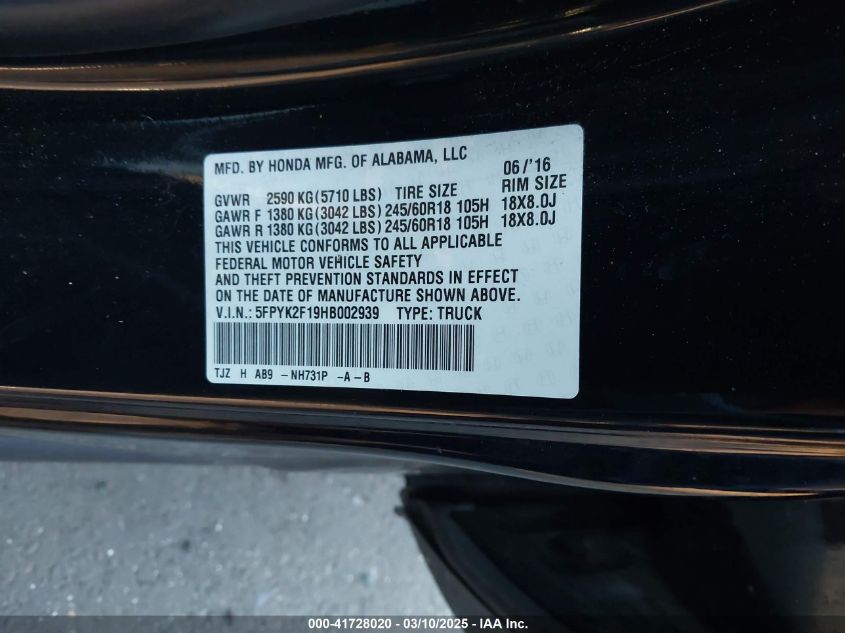 MFD. BY HONDA MFG. OF ALABAMA, LLC 06/'16
GVWR 2590 KG (5710 LBS) TIRE SIZE RIM SIZE
GAWR F 1380 KG (3042 LBS) 245/60R18 105H 18X8.0J
GAWR R 1380 KG (3042 LBS) 245/60R18 105H 18X8.0J
THIS VEHICLE CONFORMS TO ALL APPLICABLE
FEDERAL MOTOR VEHICLE SAFETY
AND THEFT PREVENTION STANDARDS IN EFFECT
ON THE DATE OF MANUFACTURE SHOWN ABOVE.
V.I.N.: 5FPYK2F19HB002939 TYPE: TRUCK
TJZ H AB9 -NH731P -A-B
000-41728020 — 03/10/2025 — IAA Inc.